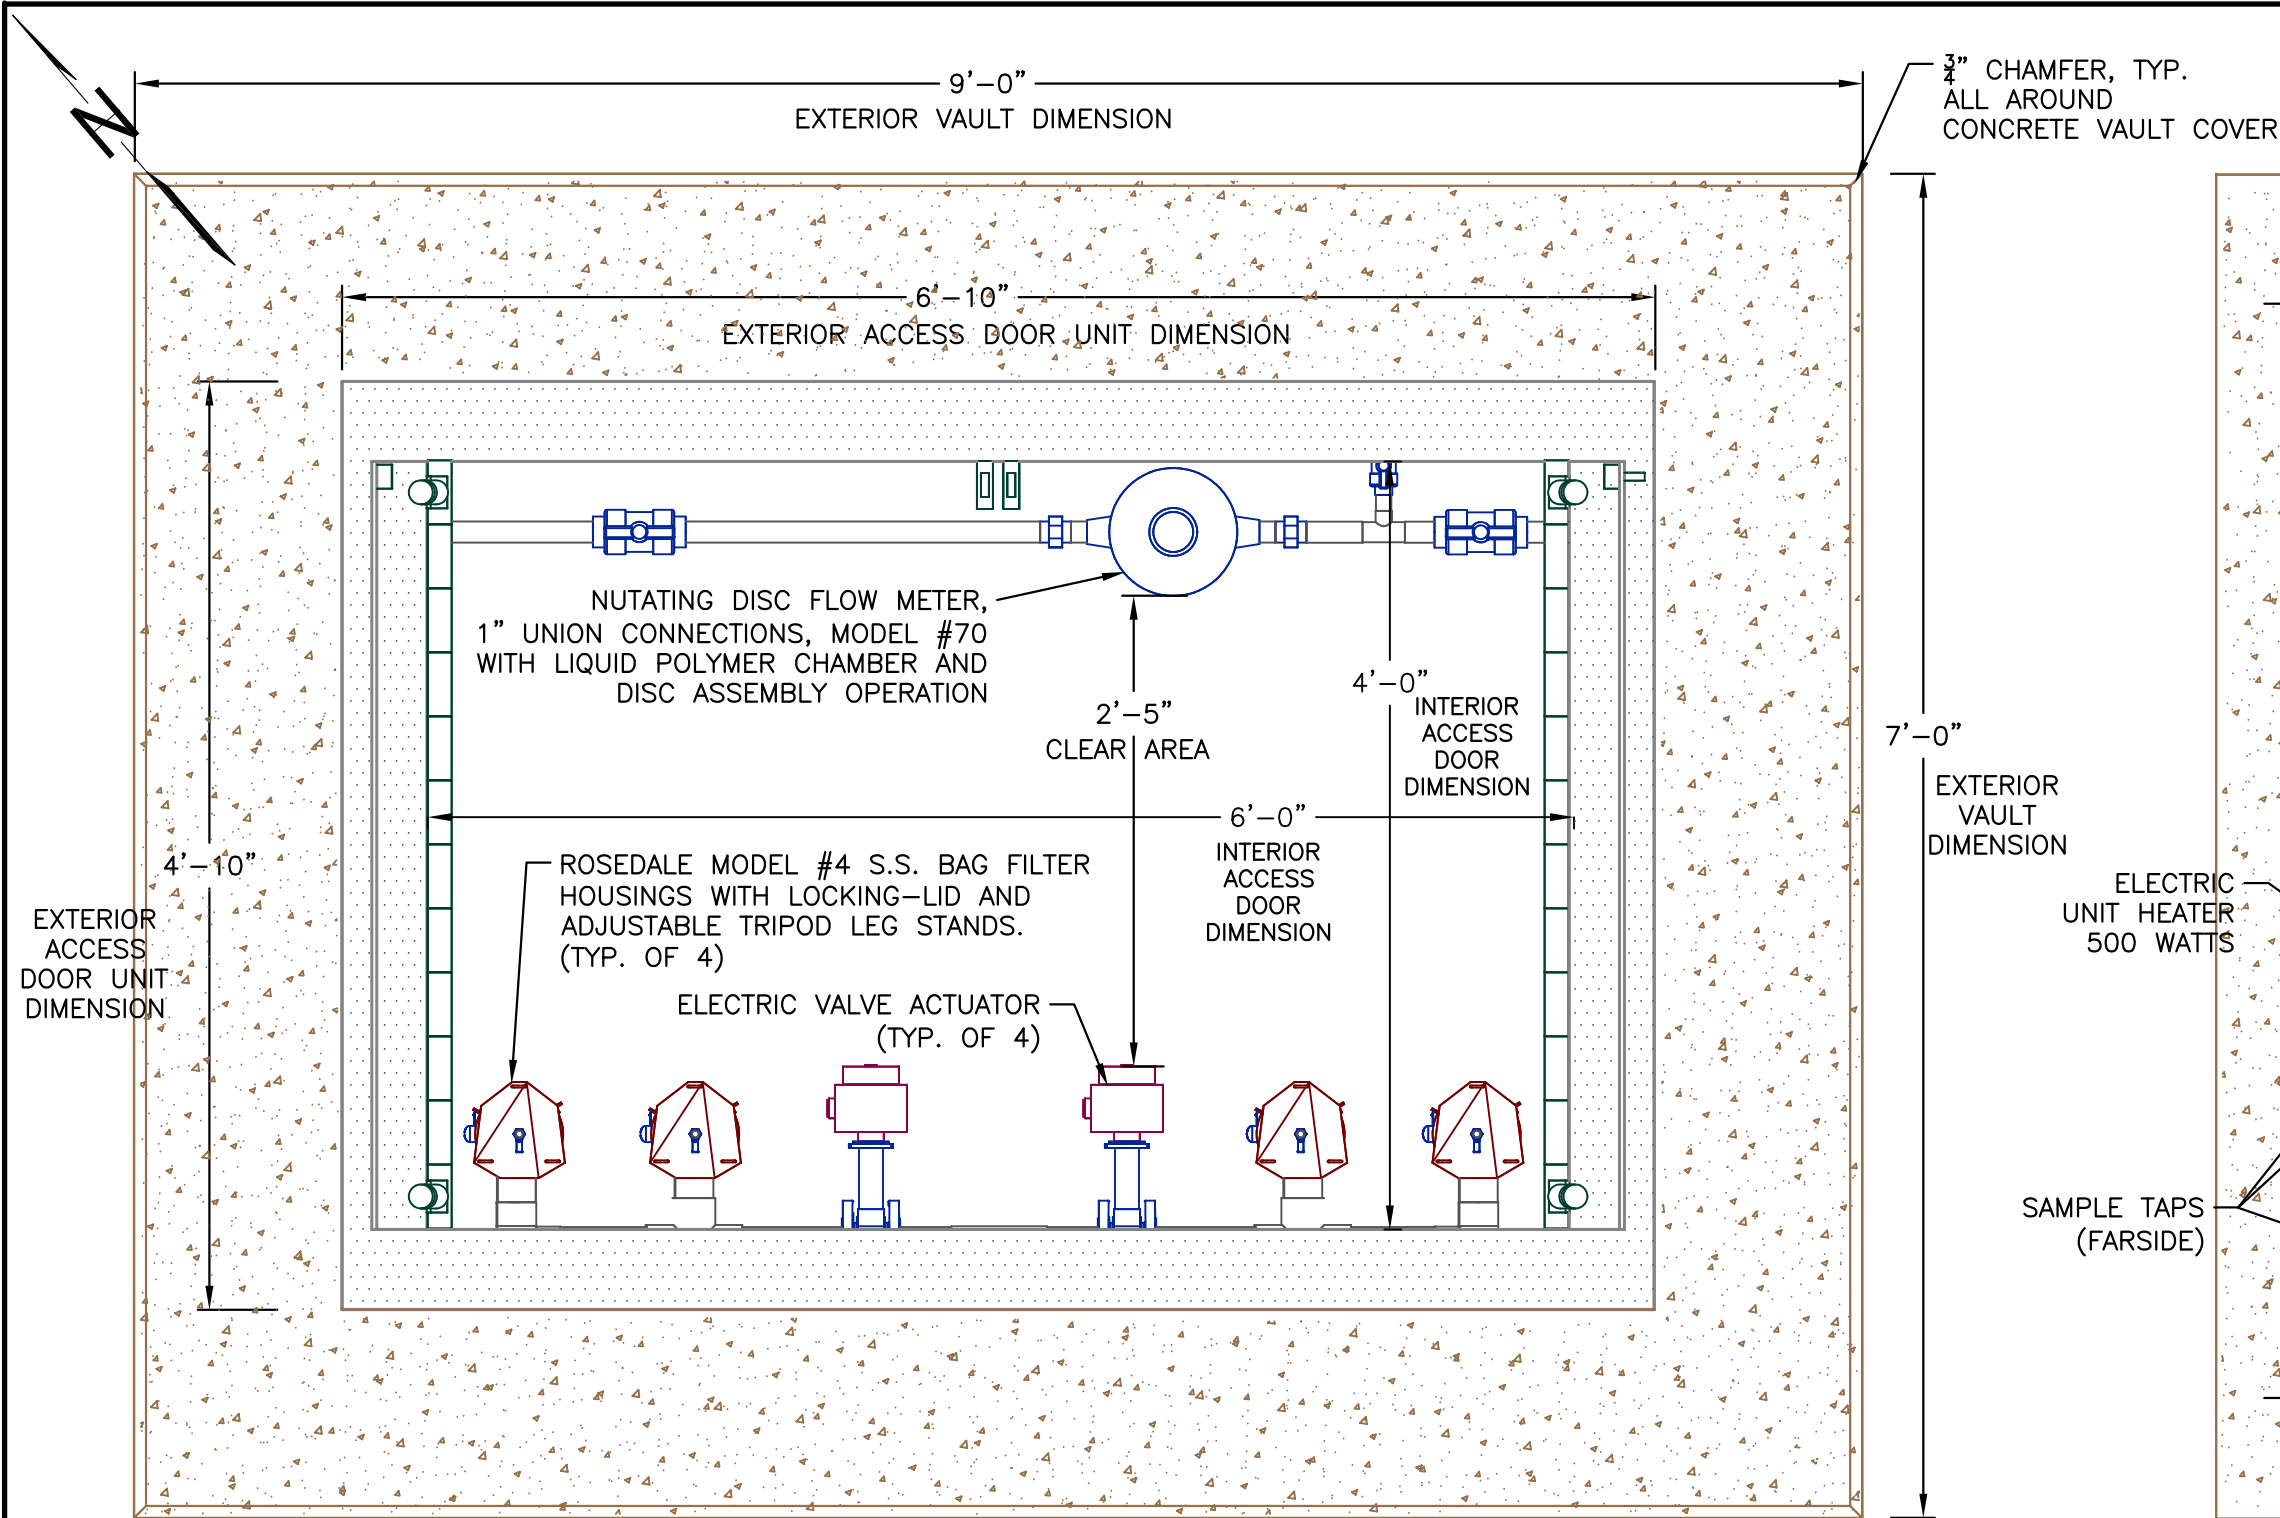 N
9'-0"
EXTERIOR VAULT DIMENSION
3/4" CHAMFER, TYP.
ALL AROUND
CONCRETE VAULT COVER
6'-10"
EXTERIOR ACCESS DOOR UNIT DIMENSION
NUTATING DISC FLOW METER,
1" UNION CONNECTIONS, MODEL #70
WITH LIQUID POLYMER CHAMBER AND
DISC ASSEMBLY OPERATION
2'-5"
CLEAR AREA
4'-0"
INTERIOR
ACCESS
DOOR
DIMENSION
7'-0"
EXTERIOR
VAULT
DIMENSION
6'-0"
INTERIOR
ACCESS
DOOR
DIMENSION
4'-10"
EXTERIOR
ACCESS
DOOR UNIT
DIMENSION
ROSEDALE MODEL #4 S.S. BAG FILTER
HOUSINGS WITH LOCKING-LID AND
ADJUSTABLE TRIPOD LEG STANDS.
(TYP. OF 4)
ELECTRIC VALVE ACTUATOR
(TYP. OF 4)
ELECTRIC
UNIT HEATER
500 WATTS
SAMPLE TAPS
(FARSIDE)